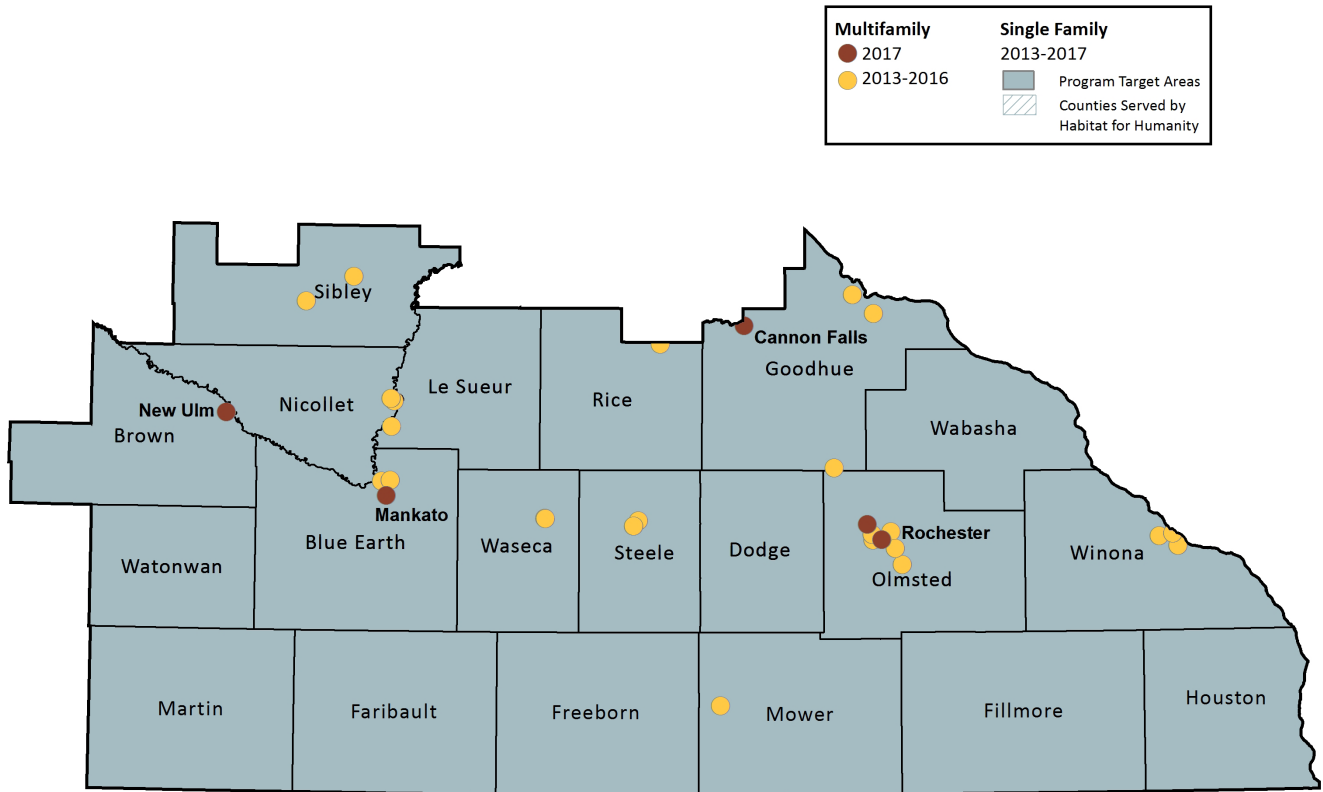 Multifamily
2017
2013-2016
Single Family
2013-2017
Program Target Areas
Counties Served by
Habitat for Humanity
Sibley
Cannon Falls
Goodhue
Le Sueur
Rice
Nicollet
New Ulm
Brown
Wabasha
Mankato
Blue Earth
Waseca
Steele
Dodge
Rochester
Olmsted
Winona
Watonwan
Martin
Faribault
Freeborn
Mower
Fillmore
Houston